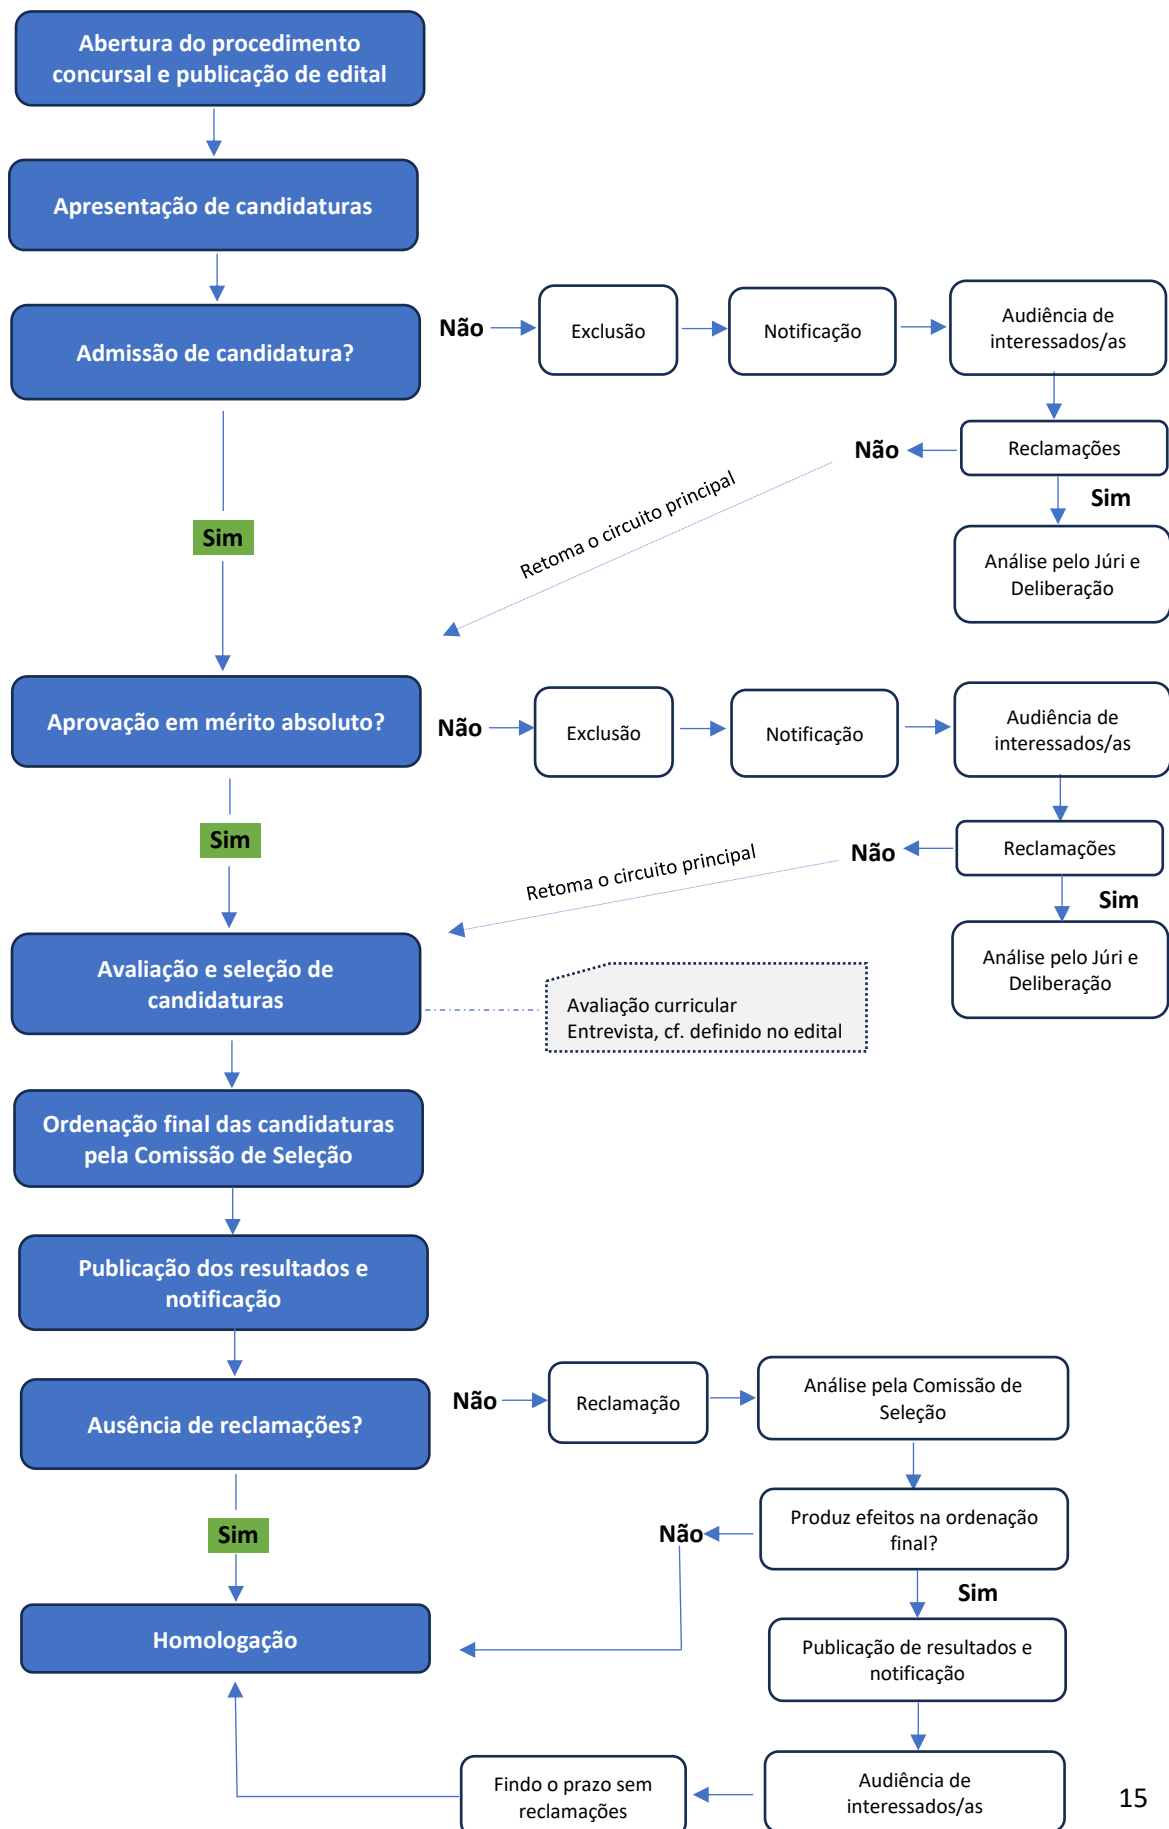 Abertura do procedimento
concursal e publicação de edital
Apresentação de candidaturas
Admissão de candidatura?
Não
Exclusão
Notificação
Audiência de
interessados/as
Reclamações
Não
Sim
Retoma o circuito principal
Análise pelo Júri e
Deliberação
Sim
Aprovação em mérito absoluto?
Não
Exclusão
Notificação
Audiência de
interessados/as
Reclamações
Não
Sim
Retoma o circuito principal
Análise pelo Júri e
Deliberação
Sim
Avaliação e seleção de
candidaturas
Avaliação curricular
Entrevista, cf. definido no edital
Ordenação final das candidaturas
pela Comissão de Seleção
Publicação dos resultados e
notificação
Ausência de reclamações?
Não
Reclamação
Análise pela Comissão de
Seleção
Produz efeitos na ordenação
final?
Não
Sim
Sim
Homologação
Publicação de resultados e
notificação
Audiência de
interessados/as
Findo o prazo sem
reclamações
15